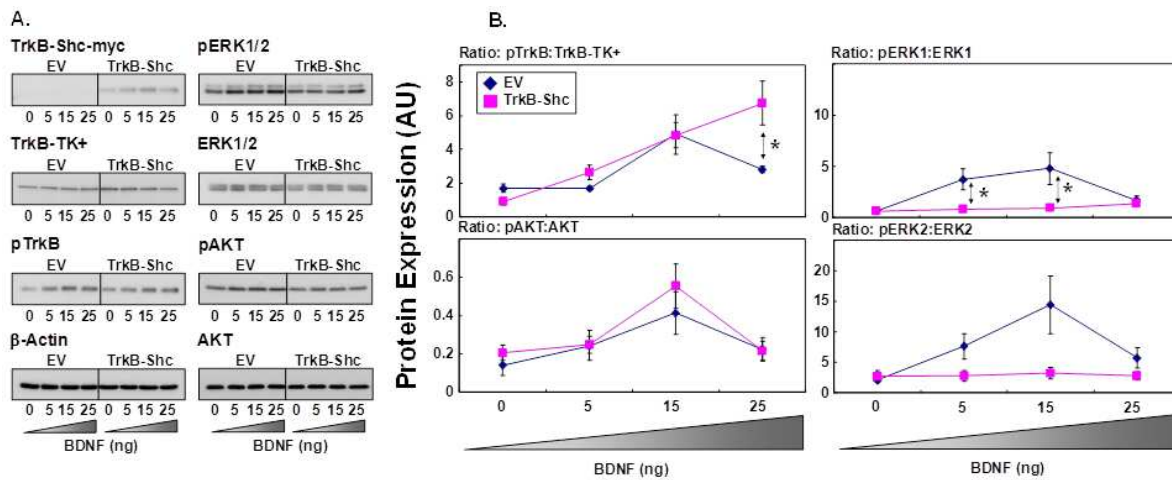 A.
TrkB-Shc-myc
EV TrkB-Shc
0 5 15 25 0 5 15 25
TrkB-TK+
EV TrkB-Shc
0 5 15 25 0 5 15 25
pTrkB
EV TrkB-Shc
0 5 15 25 0 5 15 25
β-Actin
EV TrkB-Shc
0 5 15 25 0 5 15 25
BDNF (ng)
pERK1/2
EV TrkB-Shc
0 5 15 25 0 5 15 25
ERK1/2
EV TrkB-Shc
0 5 15 25 0 5 15 25
pAKT
EV TrkB-Shc
0 5 15 25 0 5 15 25
AKT
EV TrkB-Shc
0 5 15 25 0 5 15 25
BDNF (ng)
B.
Protein Expression (AU)
Ratio: pTrkB:TrkB-TK+
8
6
4
2
0
EV
TrkB-Shc
*
Ratio: pERK1:ERK1
10
5
0
*
*
Ratio: pAKT:AKT
0.6
0.4
0.2
0
0 5 15 25
BDNF (ng)
Ratio: pERK2:ERK2
20
15
10
5
0
0 5 15 25
BDNF (ng)